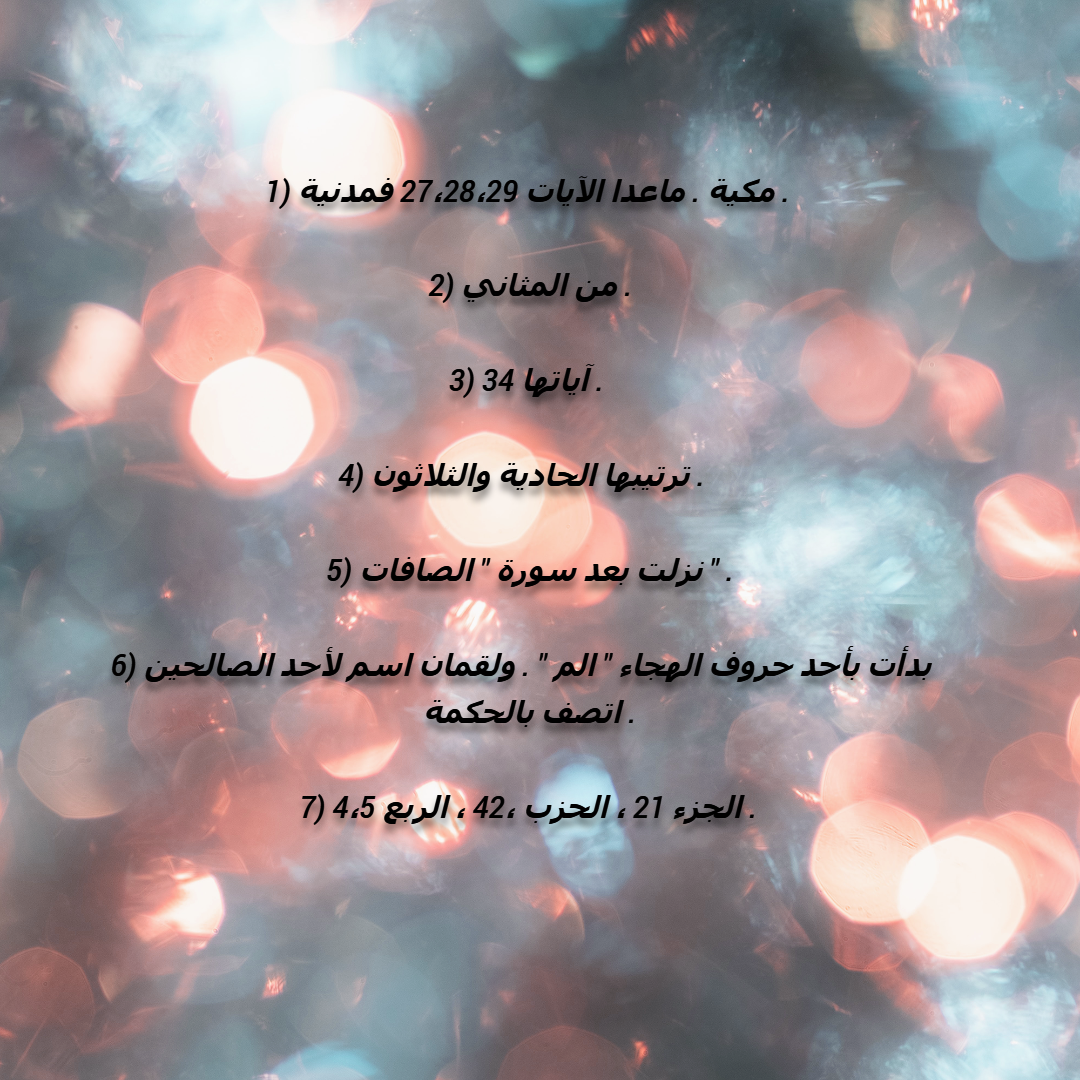 1) مكية . ماعدا الآيات 27،28،29 فمدنية .
2) من المثاني .
3) آياتها 34 .
4) ترتيبها الحادية والثلاثون .
5) نزلت بعد سورة " الصافات " .
6) بدأت بأحد حروف الهجاء " الم " . ولقمان اسم لأحد الصالحين
اتصف بالحكمة .
7) الجزء 21 ، الحزب 42، ، الربع 4،5 .